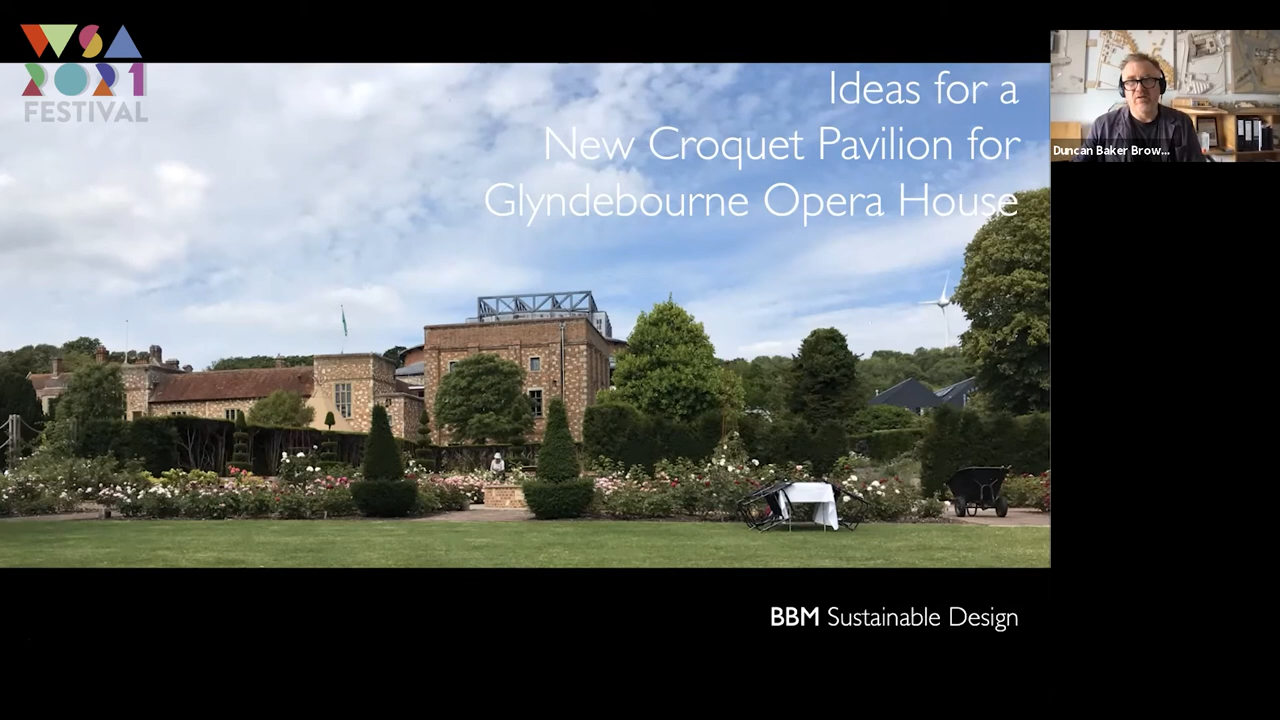 WSA
2021
FESTIVAL
Ideas for a
New Croquet Pavilion for
Glyndebourne Opera House
Duncan Baker Brow...
BBM Sustainable Design